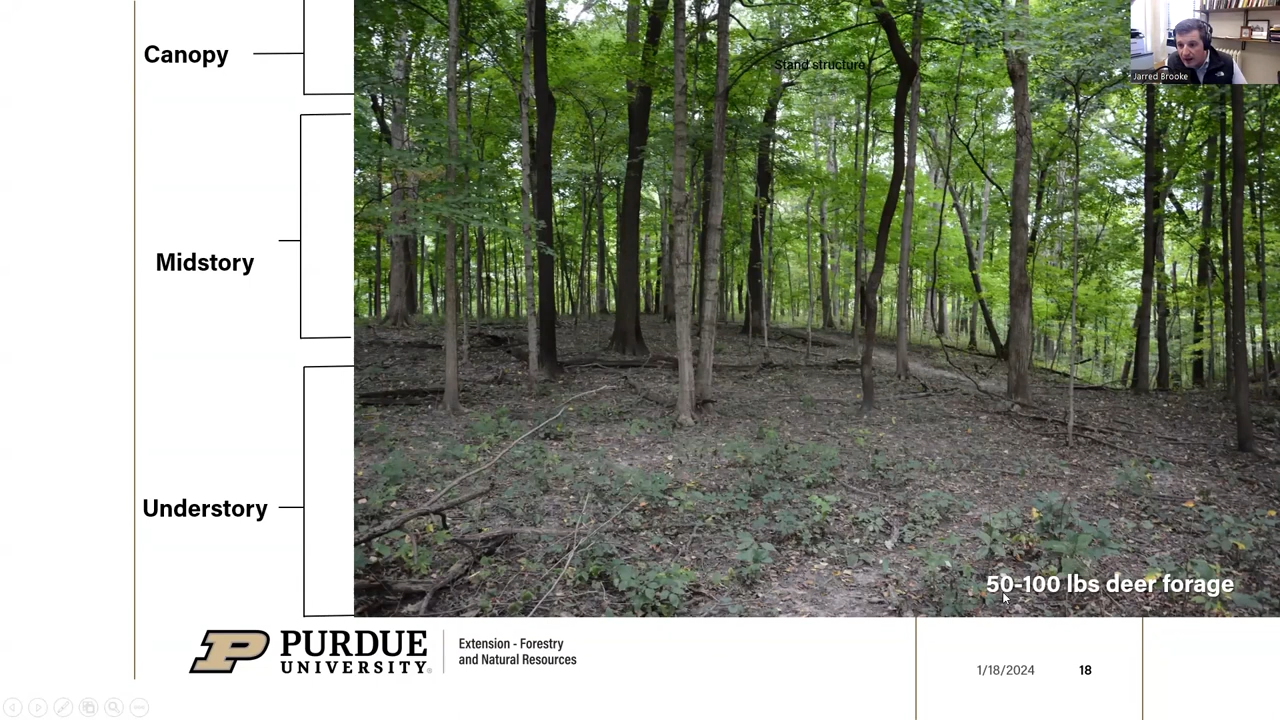 Canopy
Stand structure
Jarred Brooke
Midstory
Understory
50-100 lbs deer forage
PURDUE
UNIVERSITY®
Extension - Forestry
and Natural Resources
1/18/2024
18